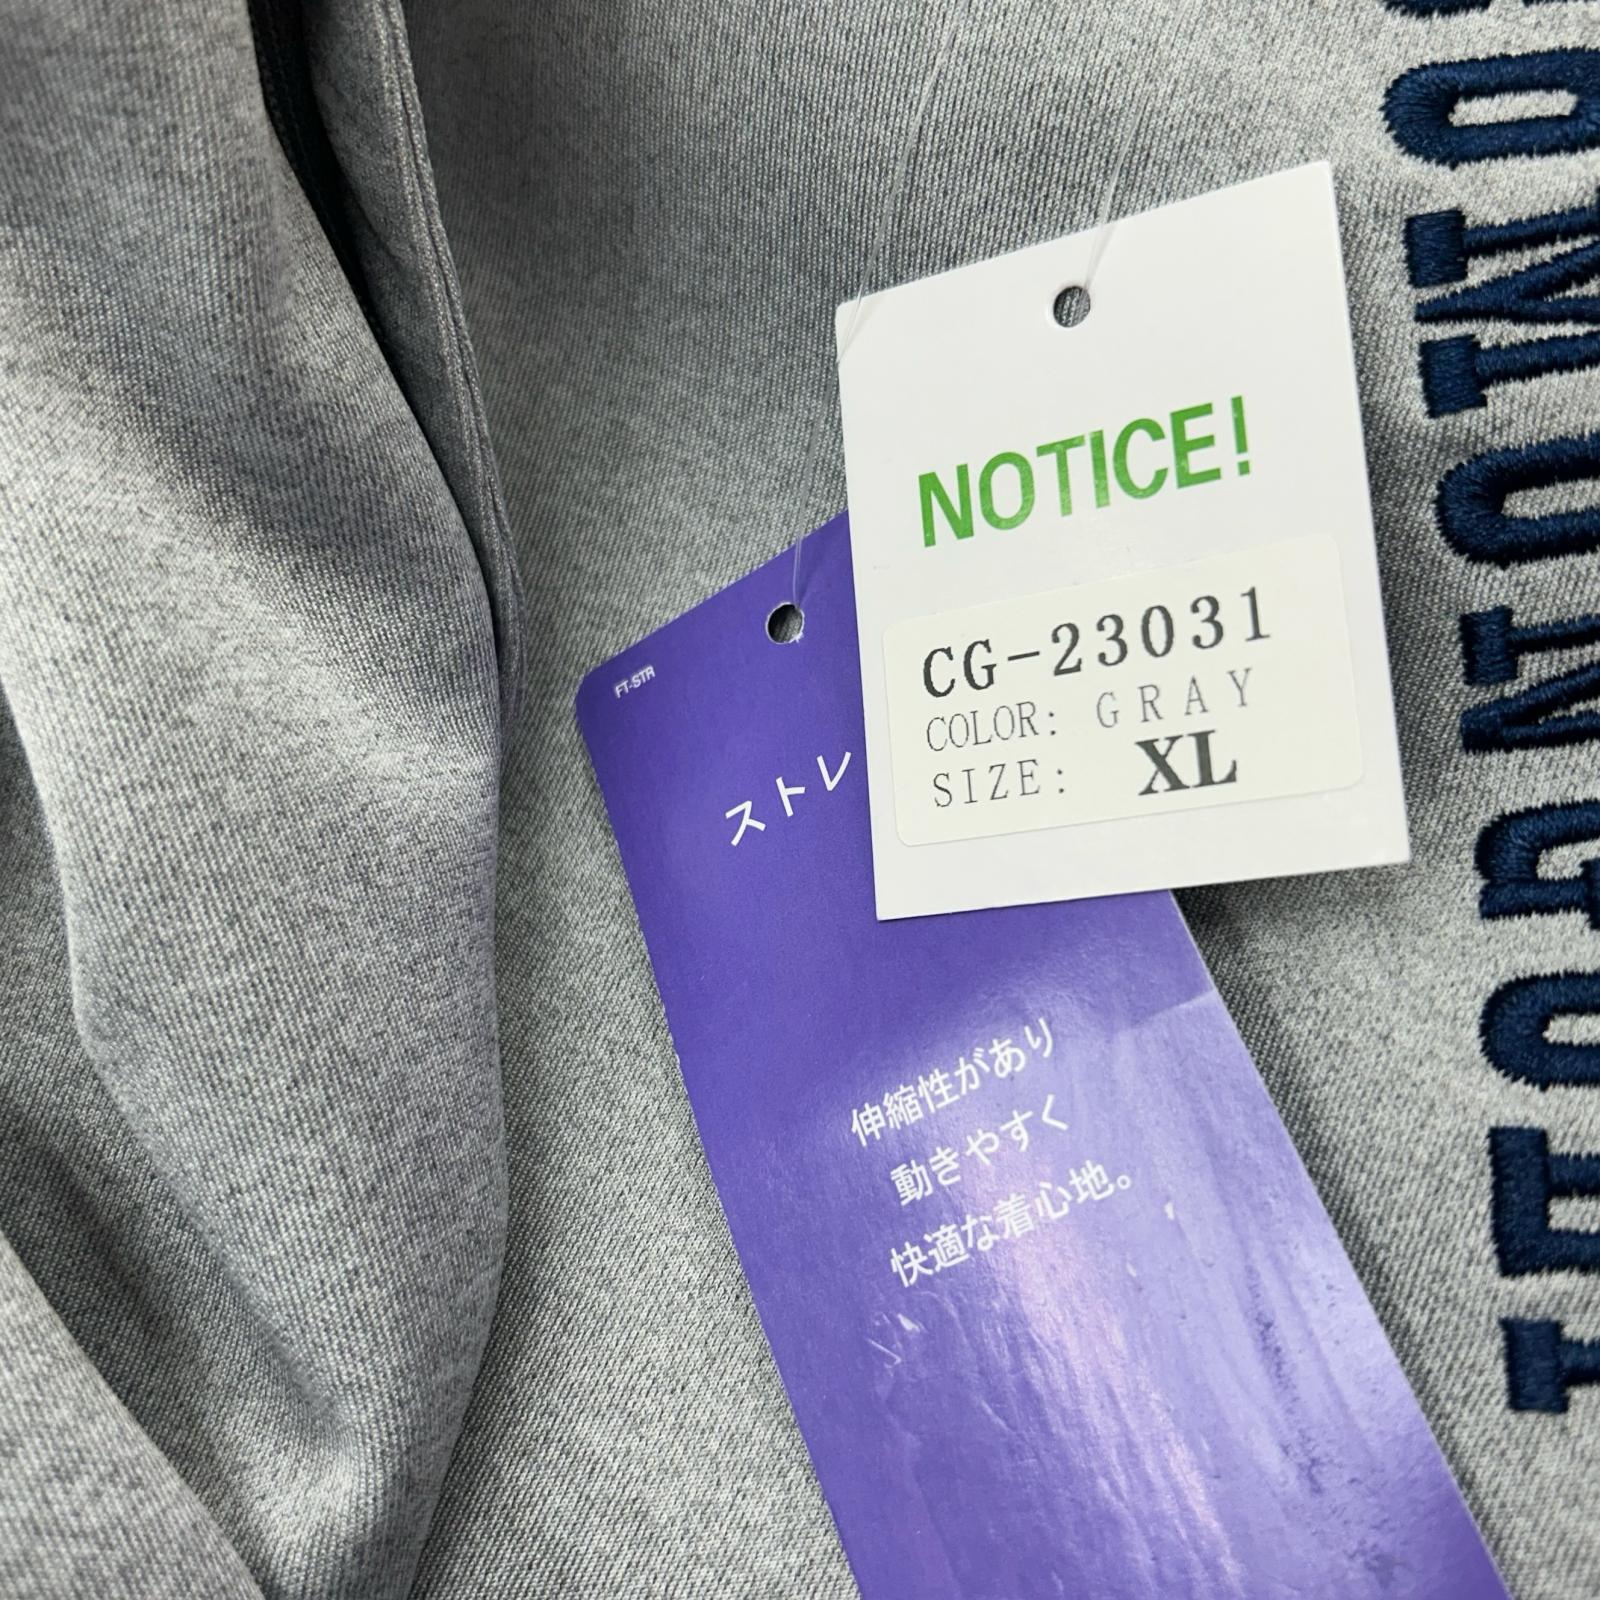 NOTICE!
CG-23031
COLOR: GRAY
SIZE: XL
FT-STR
ストレ
伸縮性があり
動きやすく
快適な着心地。